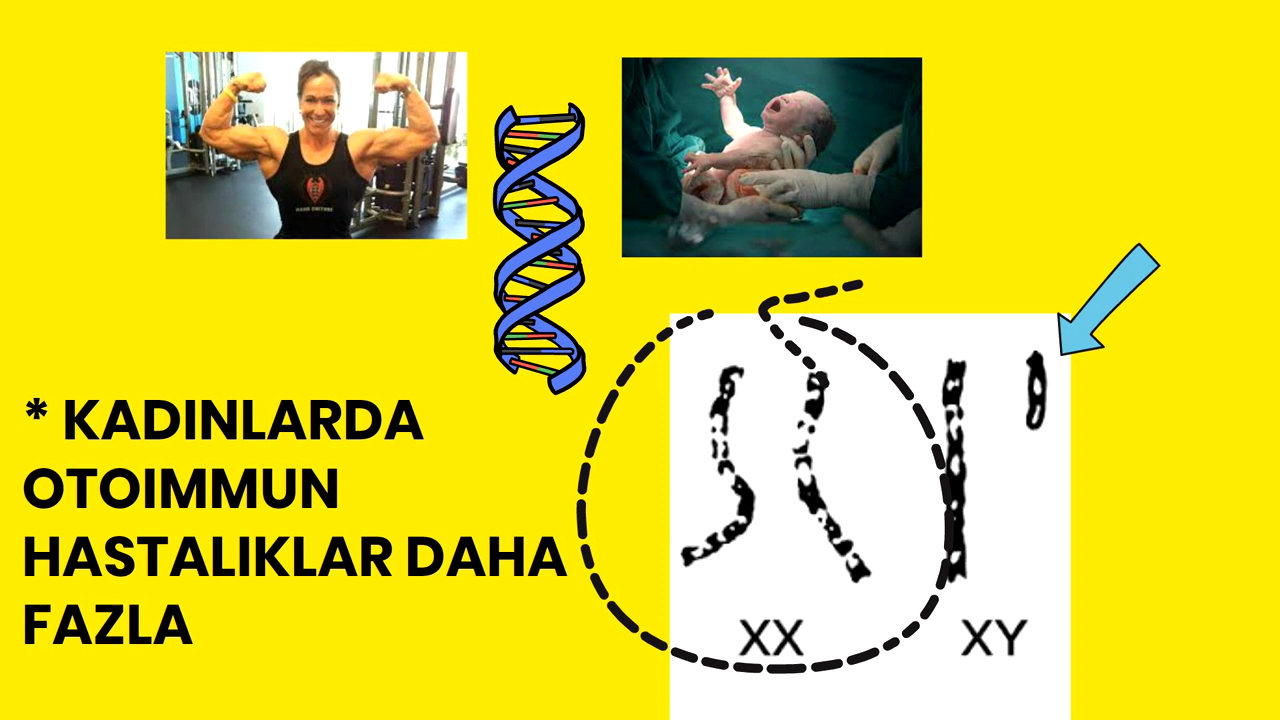 * KADINLARDA
OTOIMMUN
HASTALIKLAR DAHA
FAZLA
XX
XY